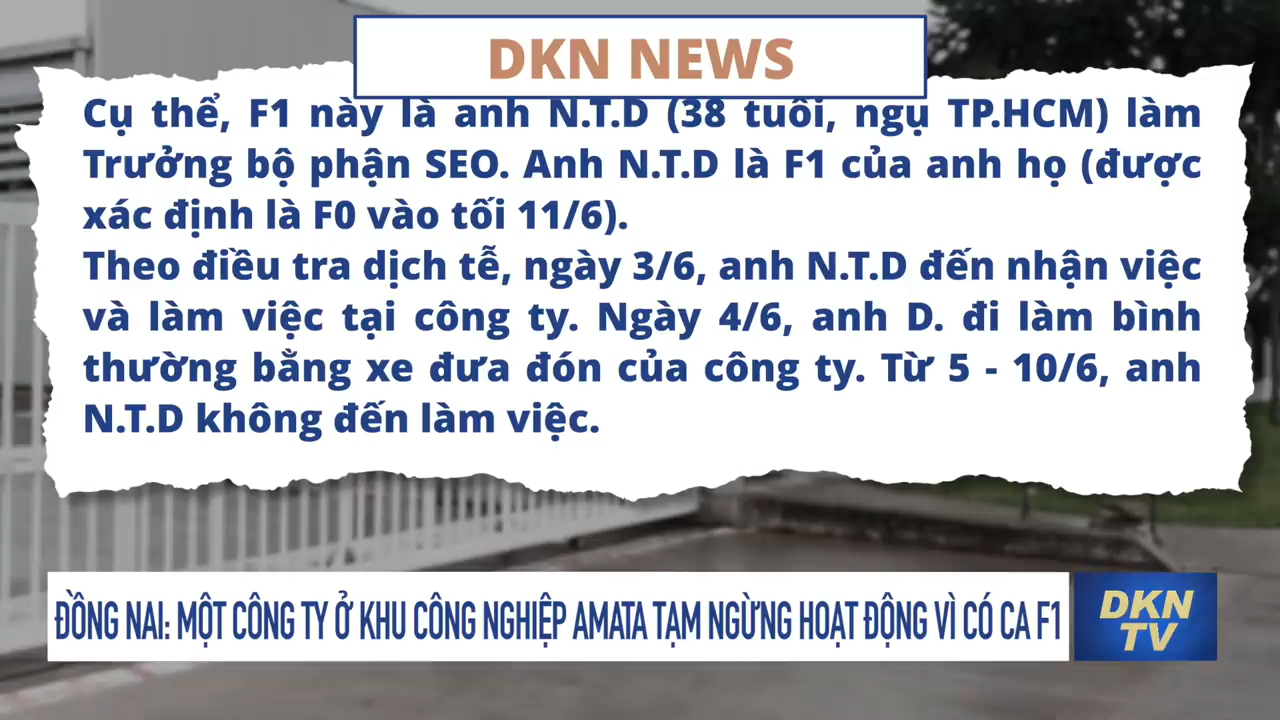 DKN NEWS
Cụ thể, F1 này là anh N.T.D (38 tuổi, ngụ TP.HCM) làm
Trưởng bộ phận SEO. Anh N.T.D là F1 của anh họ (được
xác định là F0 vào tối 11/6).
Theo điều tra dịch tễ, ngày 3/6, anh N.T.D đến nhận việc
và làm việc tại công ty. Ngày 4/6, anh D. đi làm bình
thường bằng xe đưa đón của công ty. Từ 5 - 10/6, anh
N.T.D không đến làm việc.
ĐỒNG NAI: MỘT CÔNG TY Ở KHU CÔNG NGHIỆP AMATA TẠM NGỪNG HOẠT ĐỘNG VÌ CÓ CA F1
DKN
TV